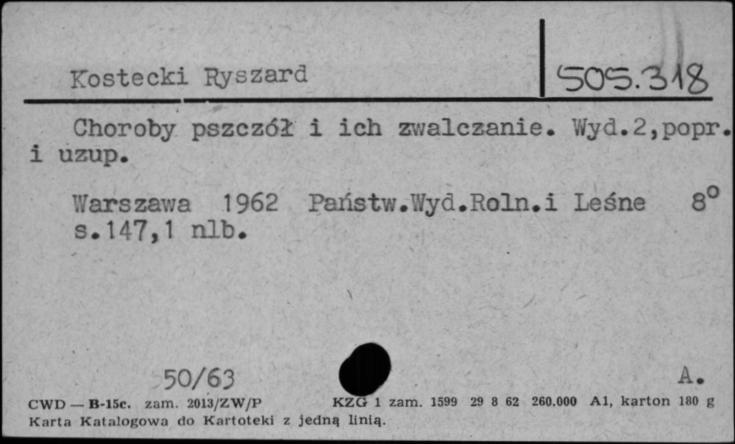 Kostecki Ryszard
505.318
Choroby pszczół i ich zwalczanie. Wyd.2,popr.
i uzup.
Warszawa 1962 Państw.Wyd.Roln.i Leśne 8°
s.147,1 nlb.
50/63
A.
CWD — B-15c. zam. 2013/ZW/P KZG 1 zam. 1599 29 8 62 260.000 A1, karton 180 g
Karta Katalogowa do Kartoteki z jedną linią.